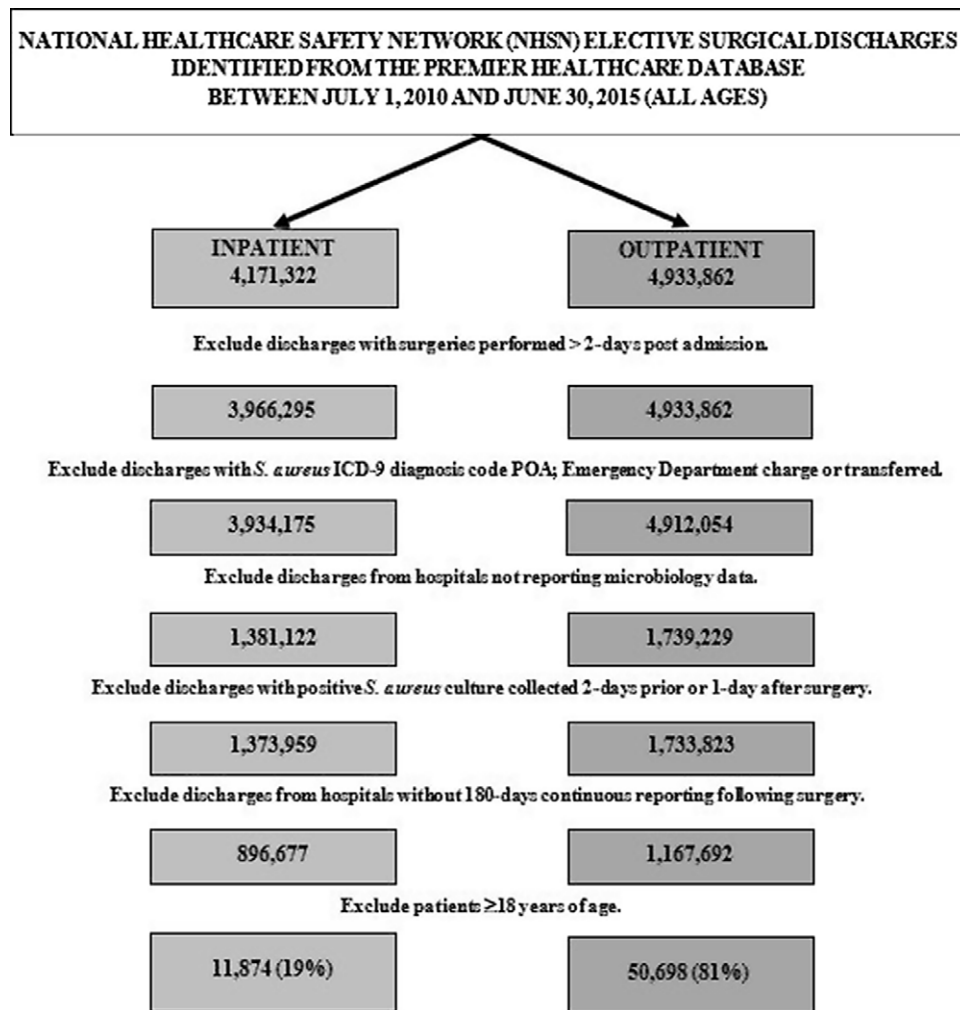 NATIONAL HEALTHCARE SAFETY NETWORK (NHSN) ELECTIVE SURGICAL DISCHARGES
IDENTIFIED FROM THE PREMIER HEALTHCARE DATABASE
BETWEEN JULY 1, 2010 AND JUNE 30, 2015 (ALL AGES)
INPATIENT
4,171,322
OUTPATIENT
4,933,862
Exclude discharges with surgeries performed > 2-days post admission.
3,966,295
4,933,862
Exclude discharges with S. aureus ICD-9 diagnosis code POA; Emergency Department charge or transferred.
3,934,175
4,912,054
Exclude discharges from hospitals not reporting microbiology data.
1,381,122
1,739,229
Exclude discharges with positive S. aureus culture collected 2-days prior or 1-day after surgery.
1,373,959
1,733,823
Exclude discharges from hospitals without 180-days continuous reporting following surgery.
896,677
1,167,692
Exclude patients ≥18 years of age.
11,874 (19%)
50,698 (81%)